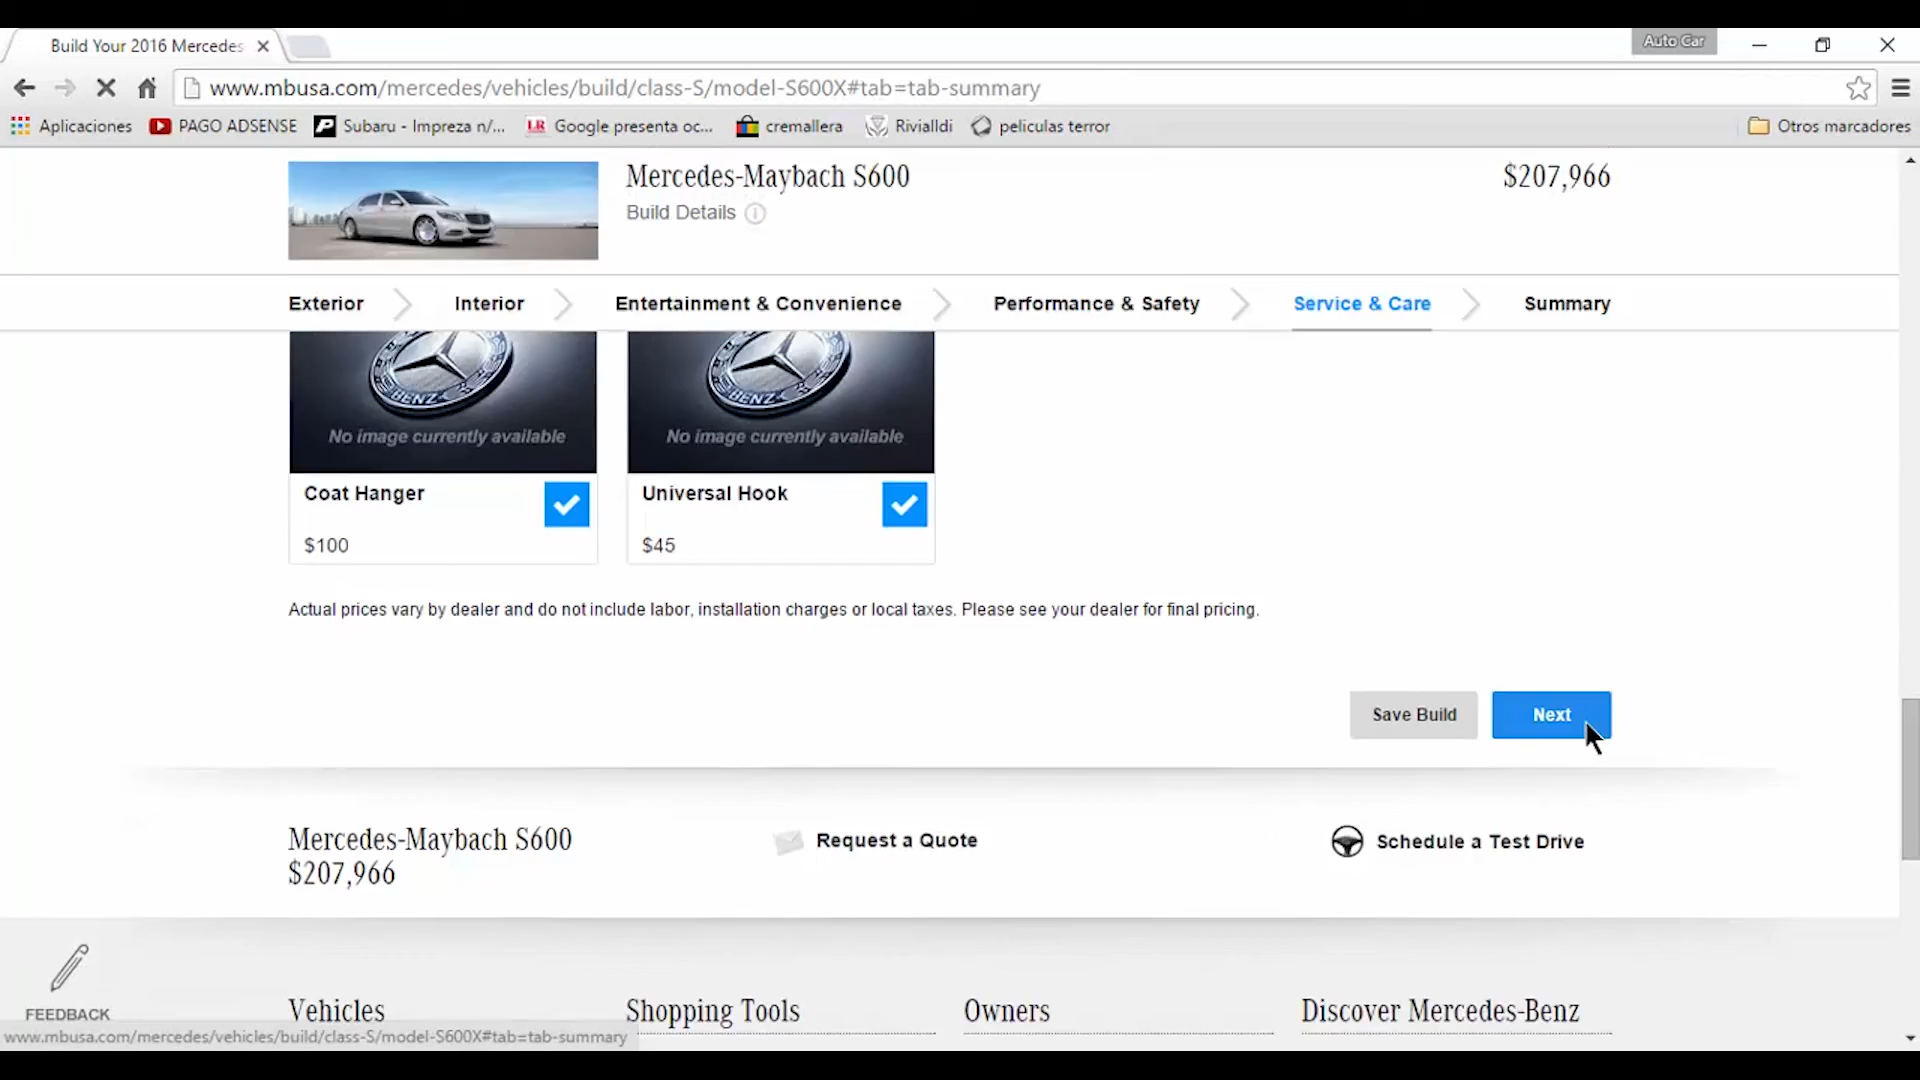 Build Your 2016 Mercedes
Auto Car
www.mbusa.com/mercedes/vehicles/build/class-S/model-S600X#tab=tab-summary
Aplicaciones
PAGO ADSENSE
Subaru - Impreza n/...
LR
Google presenta oc...
cremallera
Rivialldi
peliculas terror
Otros marcadores
Mercedes-Maybach S600
$207,966
Build Details
Exterior
Interior
Entertainment & Convenience
Performance & Safety
Service & Care
Summary
BENZ
No image currently available
BENZ
No image currently available
Coat Hanger
$100
Universal Hook
$45
Actual prices vary by dealer and do not include labor, installation charges or local taxes. Please see your dealer for final pricing.
Save Build
Next
Mercedes-Maybach S600
$207,966
Request a Quote
Schedule a Test Drive
FEEDBACK
Vehicles
Shopping Tools
Owners
Discover Mercedes-Benz
www.mbusa.com/mercedes/vehicles/build/class-S/model-S600X#tab=tab-summary